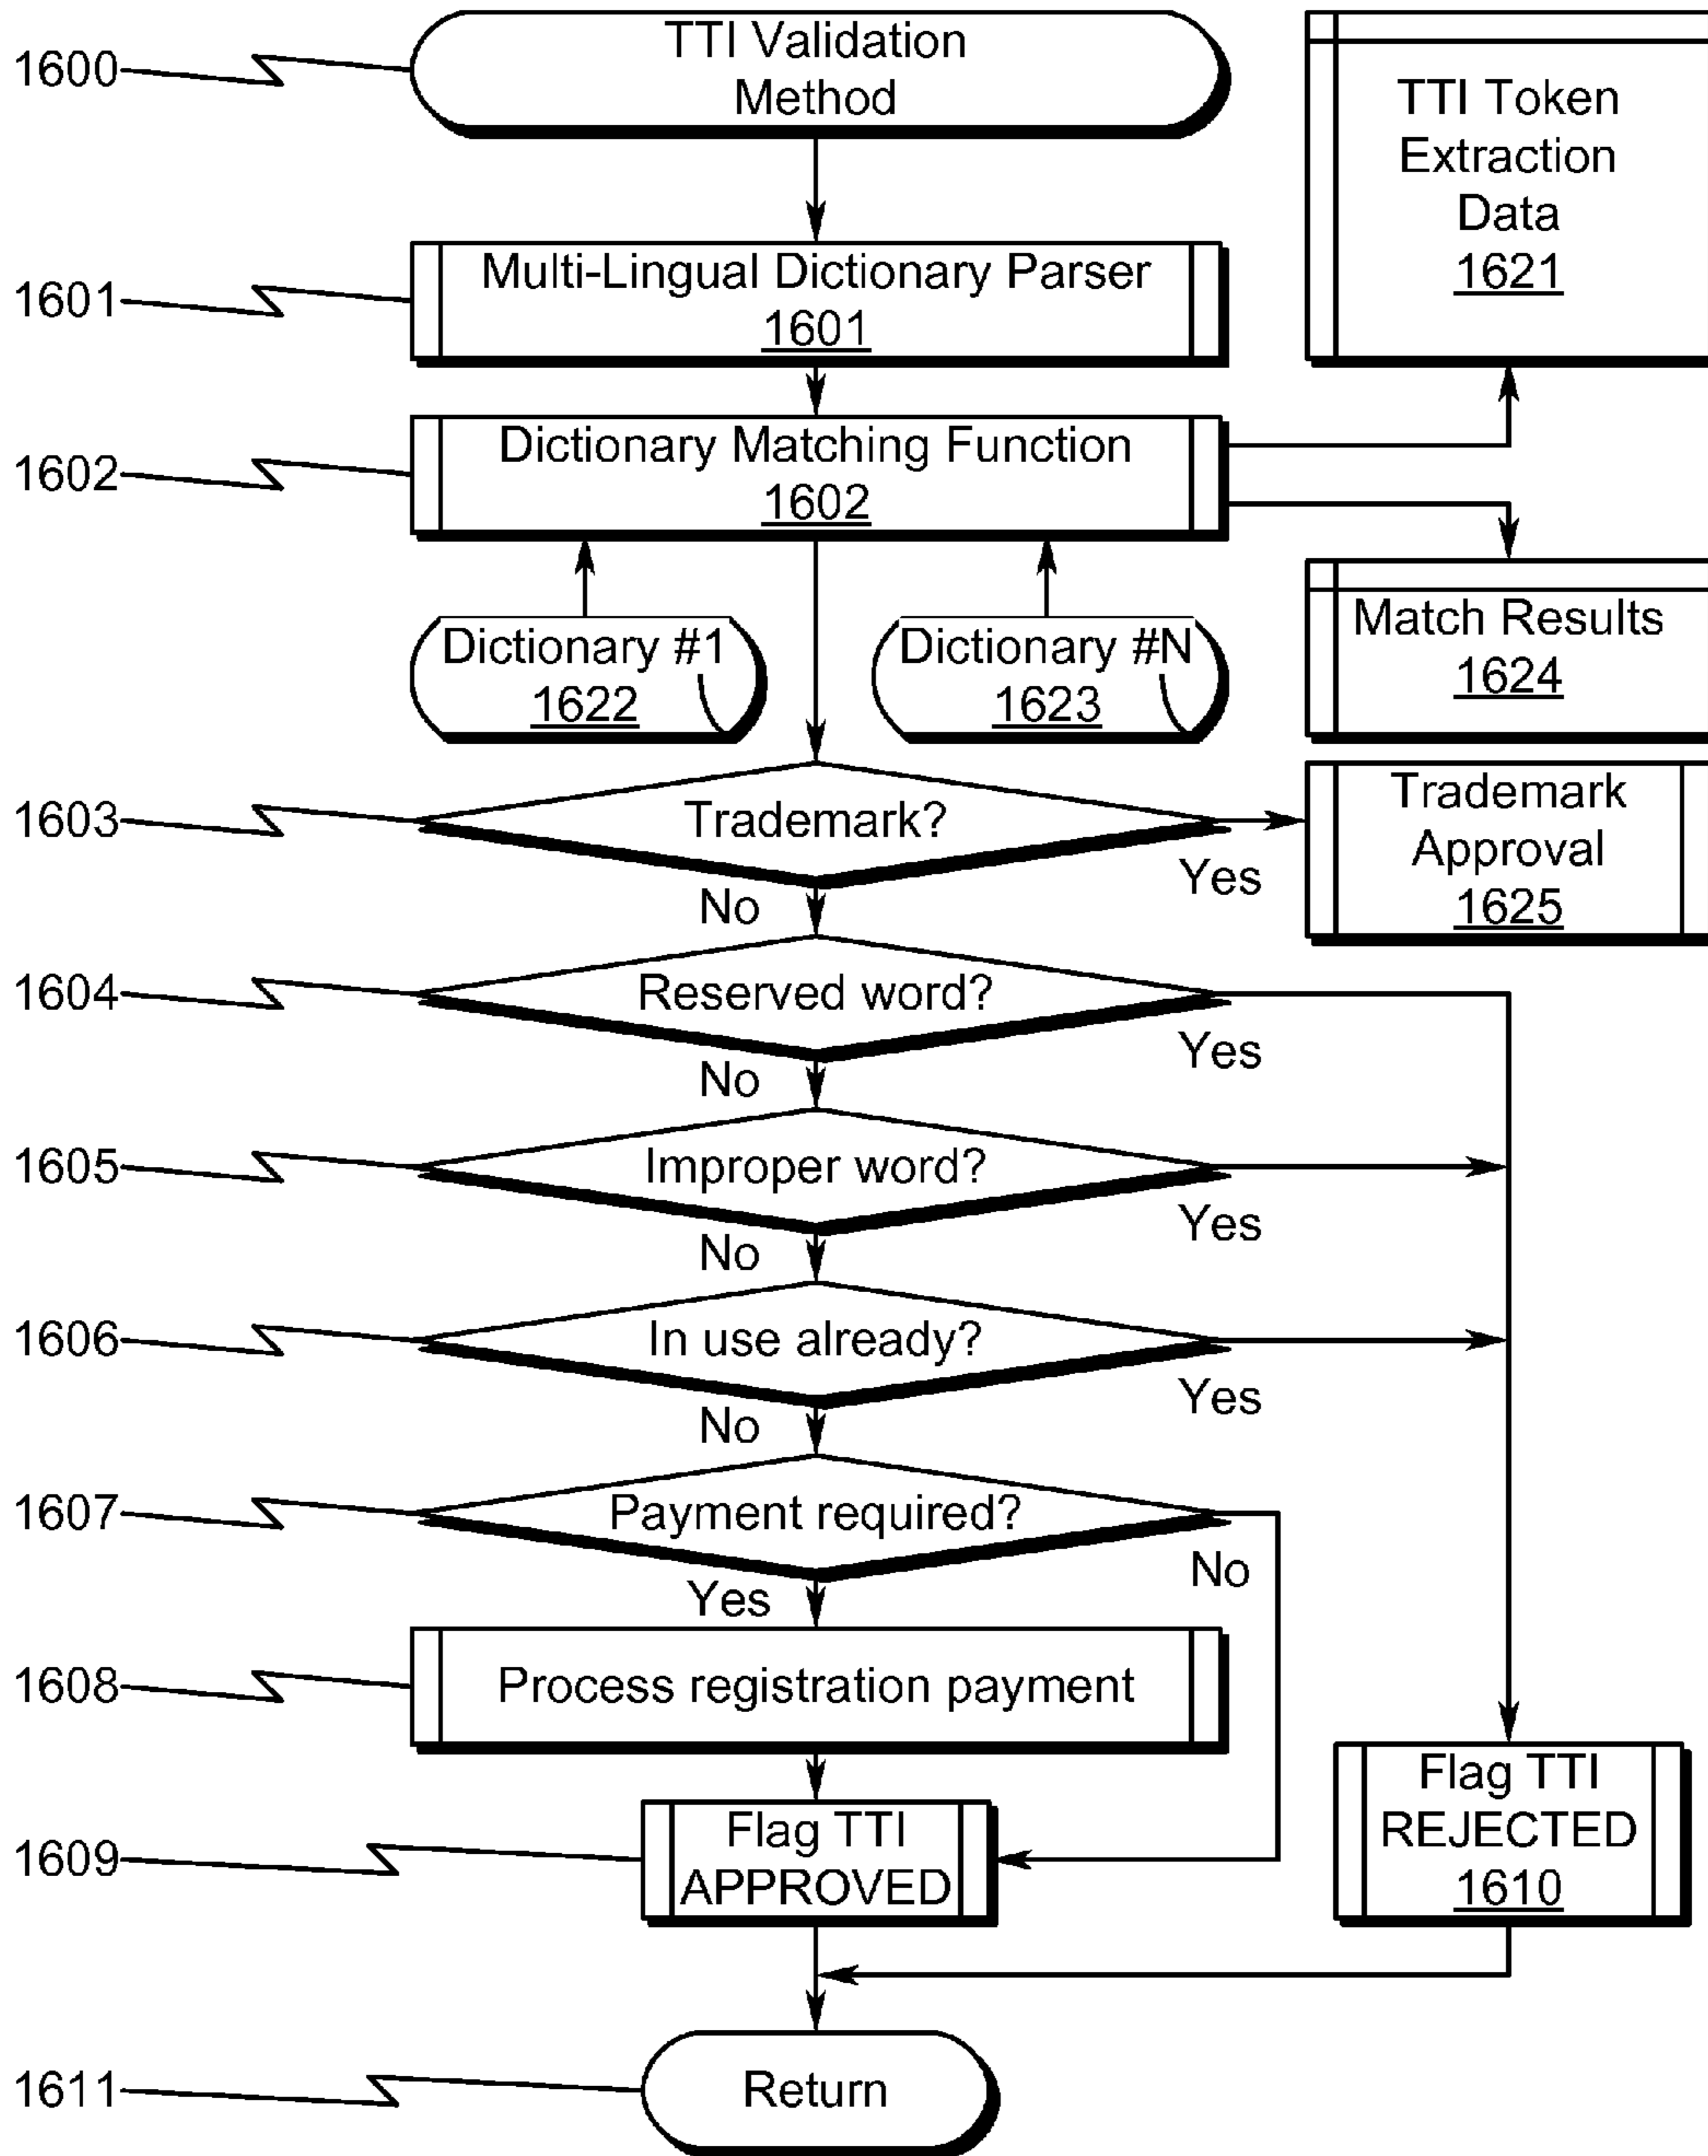 1600
TTI Validation
Method
TTI Token
Extraction
Data
1621
1601
Multi-Lingual Dictionary Parser
1601
1602
Dictionary Matching Function
1602
Dictionary #1
1622
Dictionary #N
1623
Match Results
1624
1603
Trademark?
Yes
No
Trademark
Approval
1625
1604
Reserved word?
Yes
No
1605
Improper word?
Yes
No
1606
In use already?
Yes
No
1607
Payment required?
No
Yes
1608
Process registration payment
1609
Flag TTI
APPROVED
Flag TTI
REJECTED
1610
1611
Return